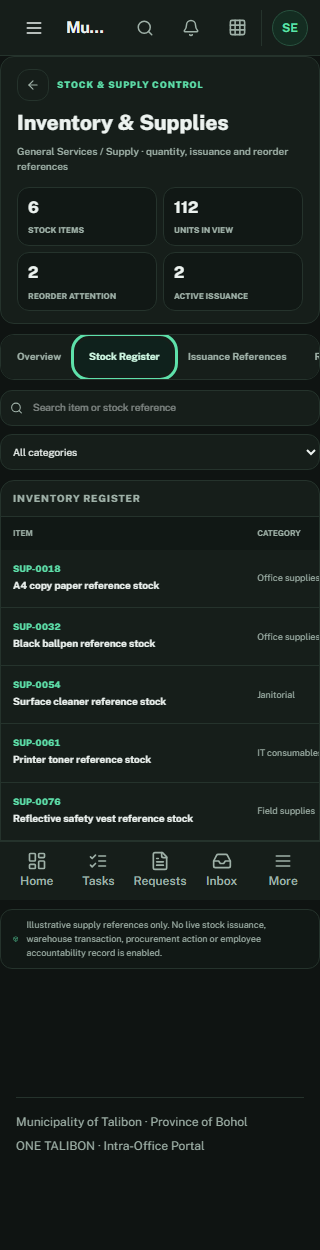 Mu...
SE
STOCK & SUPPLY CONTROL
Inventory & Supplies
General Services / Supply · quantity, issuance and reorder
references
6
STOCK ITEMS
112
UNITS IN VIEW
2
REORDER ATTENTION
2
ACTIVE ISSUANCE
Overview
Stock Register
Issuance References
Search item or stock reference
All categories
INVENTORY REGISTER
ITEM
CATEGORY
SUP-0018
A4 copy paper reference stock
Office supplies
SUP-0032
Black ballpen reference stock
Office supplies
SUP-0054
Surface cleaner reference stock
Janitorial
SUP-0061
Printer toner reference stock
IT consumables
SUP-0076
Reflective safety vest reference stock
Field supplies
Home
Tasks
Requests
Inbox
More
Illustrative supply references only. No live stock issuance,
warehouse transaction, procurement action or employee
accountability record is enabled.
Municipality of Talibon · Province of Bohol
ONE TALIBON · Intra-Office Portal